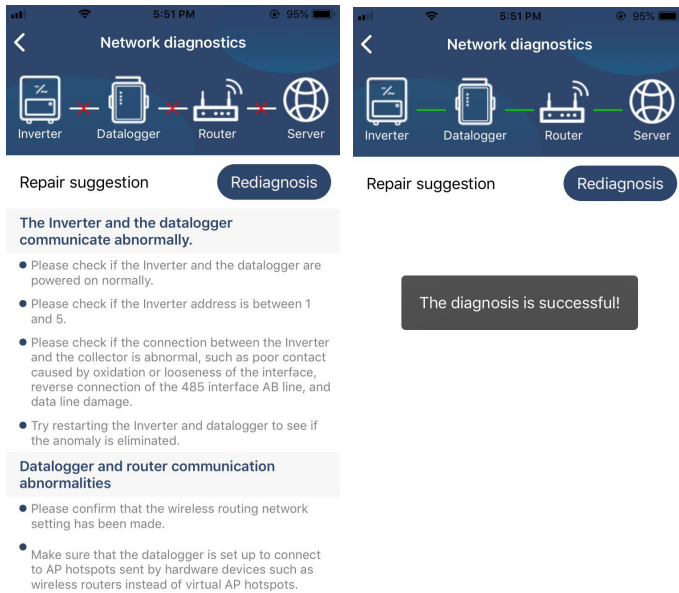 5:51 PM
95%
Network diagnostics
Inverter
Datalogger
Router
Server
Repair suggestion
Rediagnosis
The Inverter and the datalogger
communicate abnormally.
Please check if the Inverter and the datalogger are
powered on normally.
Please check if the Inverter address is between 1
and 5.
Please check if the connection between the Inverter
and the collector is abnormal, such as poor contact
caused by oxidation or looseness of the interface,
reverse connection of the 485 interface AB line, and
data line damage.
Try restarting the Inverter and datalogger to see if
the anomaly is eliminated.
Datalogger and router communication
abnormalities
Please confirm that the wireless routing network
setting has been made.
Make sure that the datalogger is set up to connect
to AP hotspots sent by hardware devices such as
wireless routers instead of virtual AP hotspots.
5:51 PM
95%
Network diagnostics
Inverter
Datalogger
Router
Server
Repair suggestion
Rediagnosis
The diagnosis is successful!